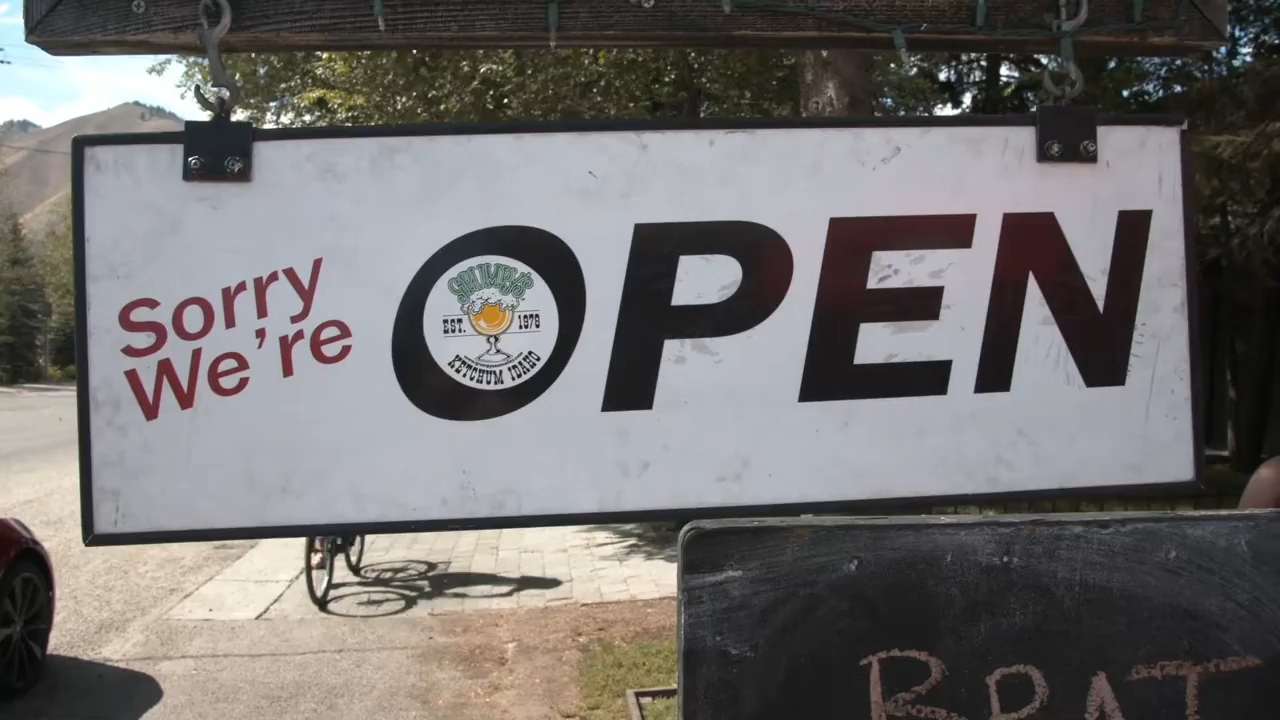 Sorry
We're
OPEN
GRUMPY'S
EST. 1978
KETCHUM IDAHO
BRAT